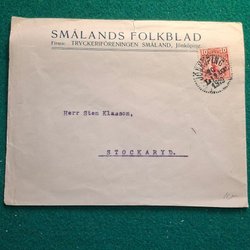 SMÅLANDS FOLKBLAD
Firma: TRYCKERIFÖRENINGEN SMÅLAND, Jönköping
Herr Sten Klasson,
STOCKARYD.